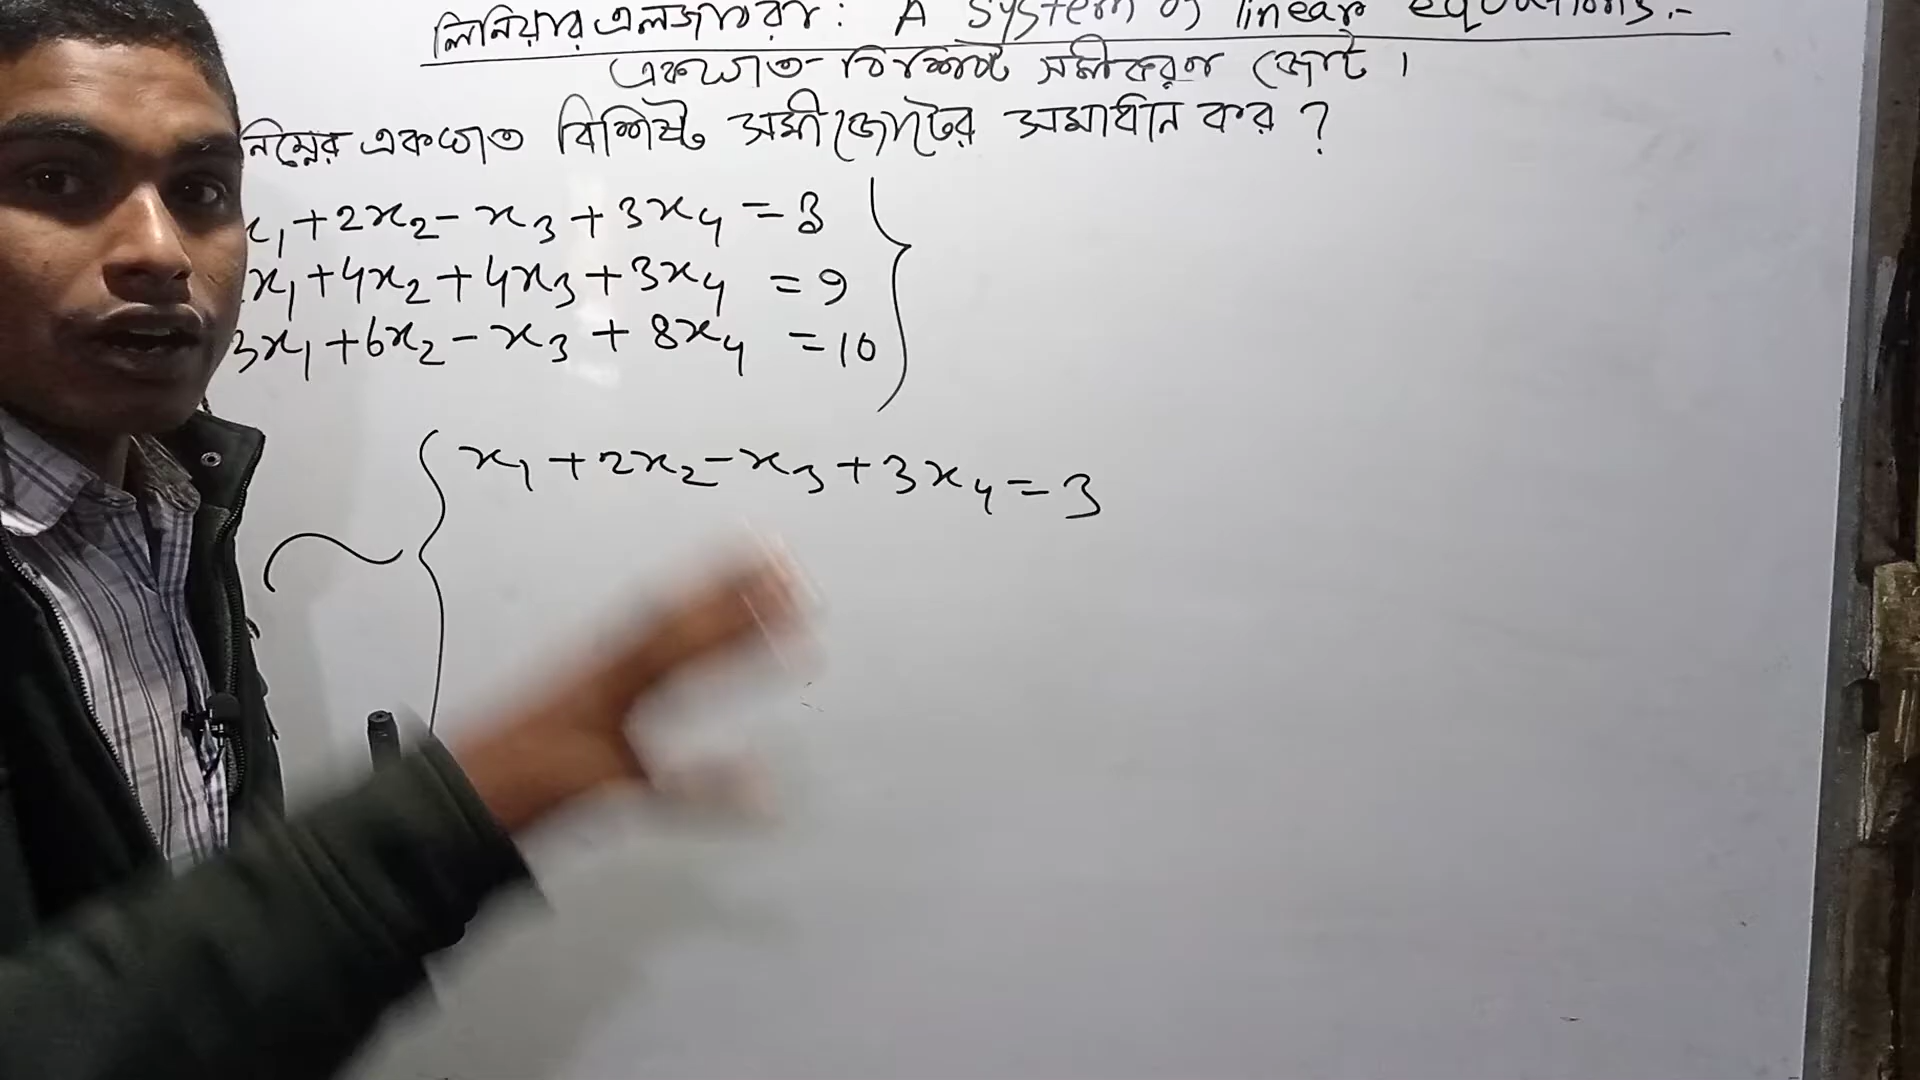 লিনিয়ার এলজাবরা : A System of linear equations:-
একঘাত বিশিষ্ট সমীকরণ জোট ।
নিম্নের একঘাত বিশিষ্ট সমীজোটের সমাধান কর ?
x₁ + 2x₂ - x₃ + 3x₄ = 3
x₁ + 4x₂ + 4x₃ + 3x₄ = 9
3x₁ + 6x₂ - x₃ + 8x₄ = 10
x₁ + 2x₂ - x₃ + 3x₄ = 3